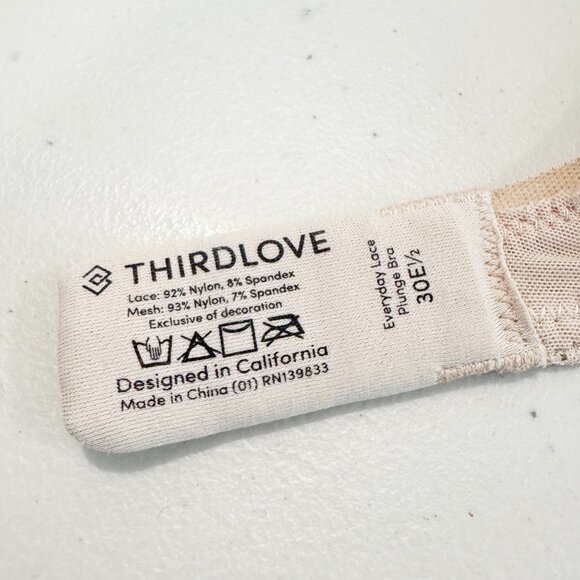 THIRDLOVE
Lace: 92% Nylon, 8% Spandex
Mesh: 93% Nylon, 7% Spandex
Exclusive of decoration
Designed in California
Made in China (01) RN139833
Everyday Lace
Plunge Bra
30E½